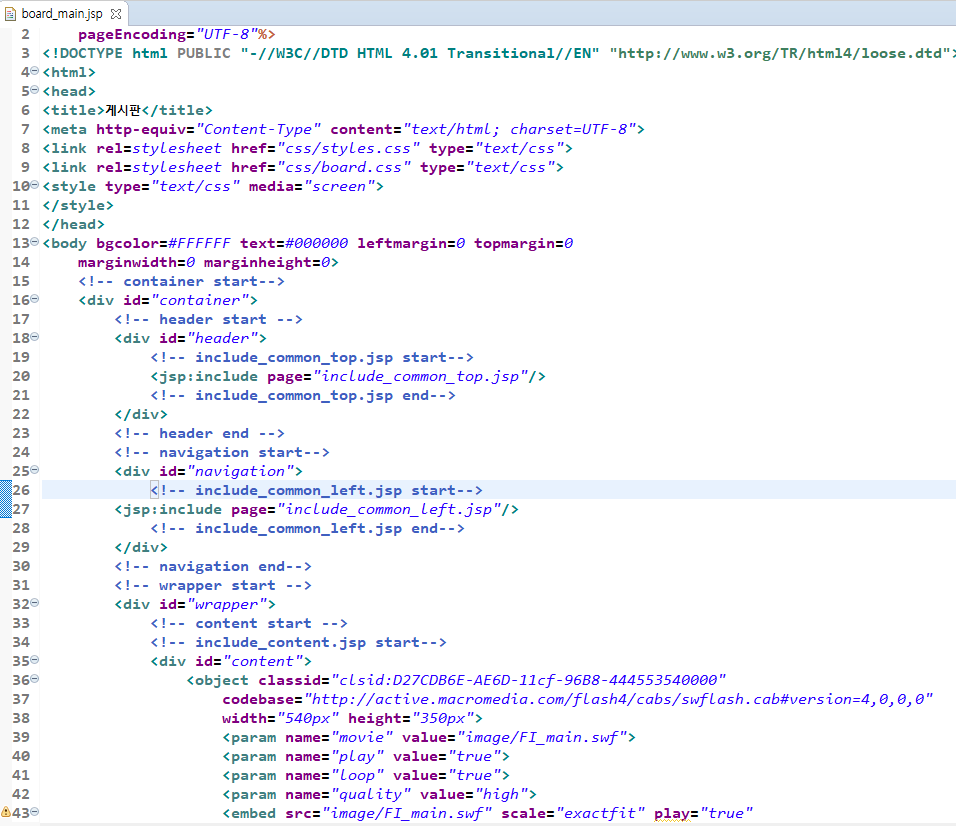 board_main.jsp
2 pageEncoding="UTF-8"%>
3 <!DOCTYPE html PUBLIC "-//W3C//DTD HTML 4.01 Transitional//EN" "http://www.w3.org/TR/html4/loose.dtd">
4 <html>
5 <head>
6 <title>게시판</title>
7 <meta http-equiv="Content-Type" content="text/html; charset=UTF-8">
8 <link rel=stylesheet href="css/styles.css" type="text/css">
9 <link rel=stylesheet href="css/board.css" type="text/css">
10 <style type="text/css" media="screen">
11 </style>
12 </head>
13 <body bgcolor=#FFFFFF text=#000000 leftmargin=0 topmargin=0
14 marginwidth=0 marginheight=0>
15 <!-- container start-->
16 <div id="container">
17 <!-- header start -->
18 <div id="header">
19 <!-- include_common_top.jsp start-->
20 <jsp:include page="include_common_top.jsp"/>
21 <!-- include_common_top.jsp end-->
22 </div>
23 <!-- header end -->
24 <!-- navigation start-->
25 <div id="navigation">
26 <!-- include_common_left.jsp start-->
27 <jsp:include page="include_common_left.jsp"/>
28 <!-- include_common_left.jsp end-->
29 </div>
30 <!-- navigation end-->
31 <!-- wrapper start -->
32 <div id="wrapper">
33 <!-- content start -->
34 <!-- include_content.jsp start-->
35 <div id="content">
36 <object classid="clsid:D27CDB6E-AE6D-11cf-96B8-444553540000"
37 codebase="http://active.macromedia.com/flash4/cabs/swflash.cab#version=4,0,0,0"
38 width="540px" height="350px">
39 <param name="movie" value="image/FI_main.swf">
40 <param name="play" value="true">
41 <param name="loop" value="true">
42 <param name="quality" value="high">
43 <embed src="image/FI_main.swf" scale="exactfit" play="true"